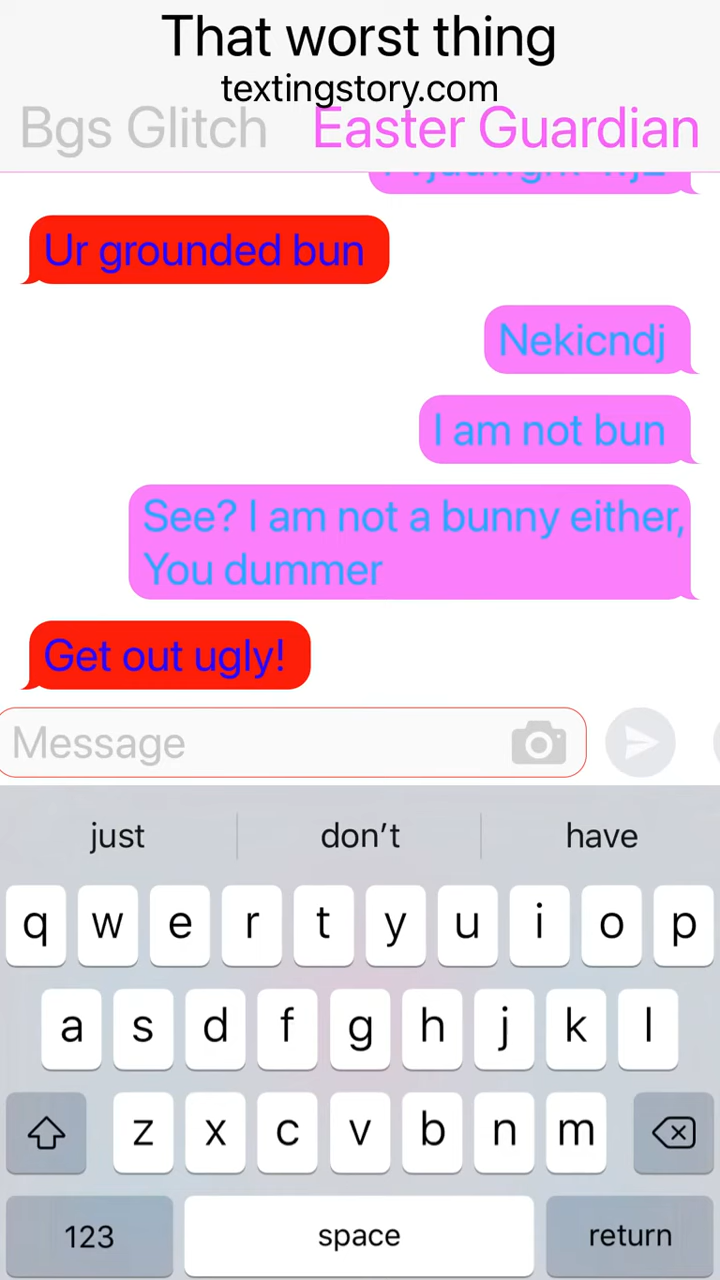 That worst thing
textingstory.com
Bgs Glitch Easter Guardian
Ur grounded bun
Nekicndj
I am not bun
See? I am not a bunny either,
You dummer
Get out ugly!
Message
just don't have
q w e r t y u i o p
a s d f g h j k l
z x c v b n m
123 space return